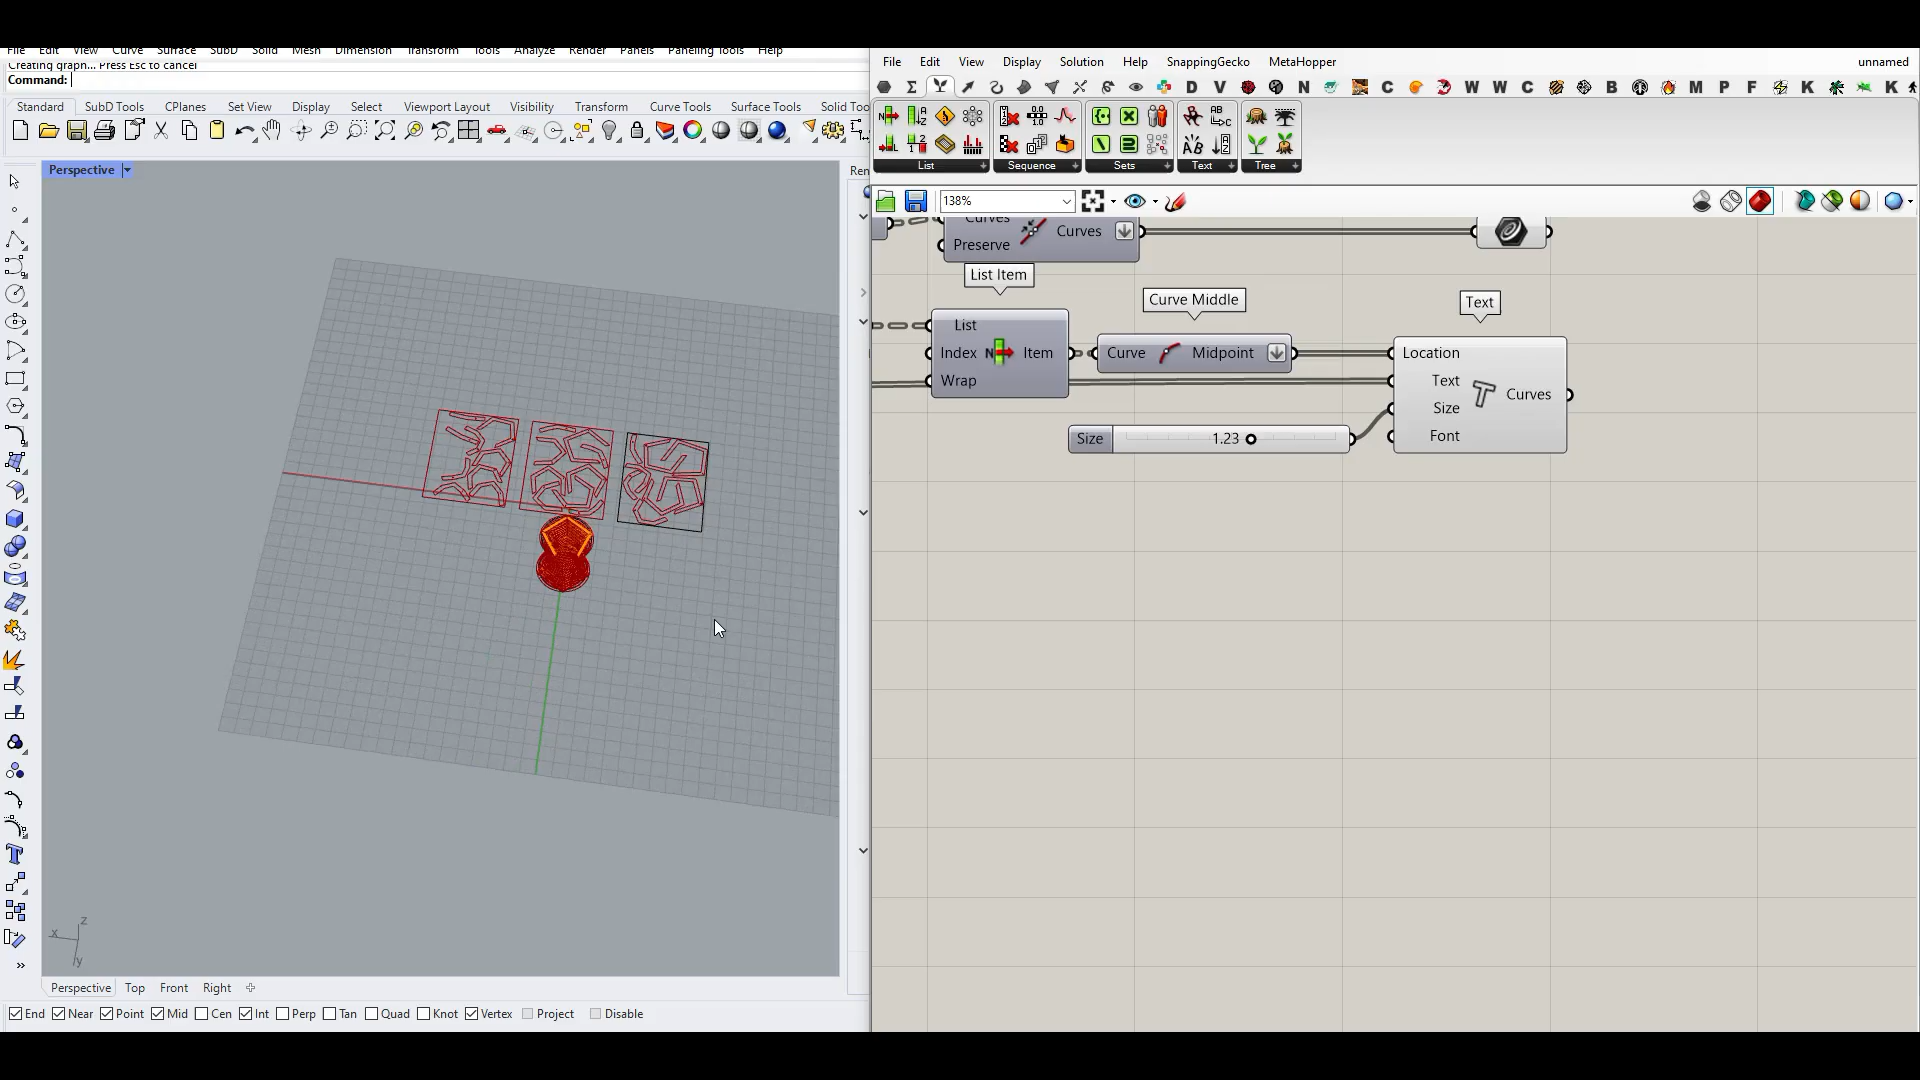 File Edit View Curve Surface SubD Solid Mesh Dimension Transform Tools Analyze Render Panels Paneling Tools Help
Creating graph... Press Esc to cancel
Command:
Standard SubD Tools CPlanes Set View Display Select Viewport Layout Visibility Transform Curve Tools Surface Tools Solid Too
Perspective
Ren
x
y
z
Perspective Top Front Right
End Near Point Mid Cen Int Perp Tan Quad Knot Vertex Project Disable
File Edit View Display Solution Help SnappingGecko MetaHopper unnamed
D V N C W W C B M P F K K
List Sequence Sets Text Tree
138%
Curves
Preserve
Curves
List Item
List
Index
Wrap
N
Item
Curve Middle
Curve
Midpoint
Text
Location
Text
Size
Font
Curves
Size 1.23